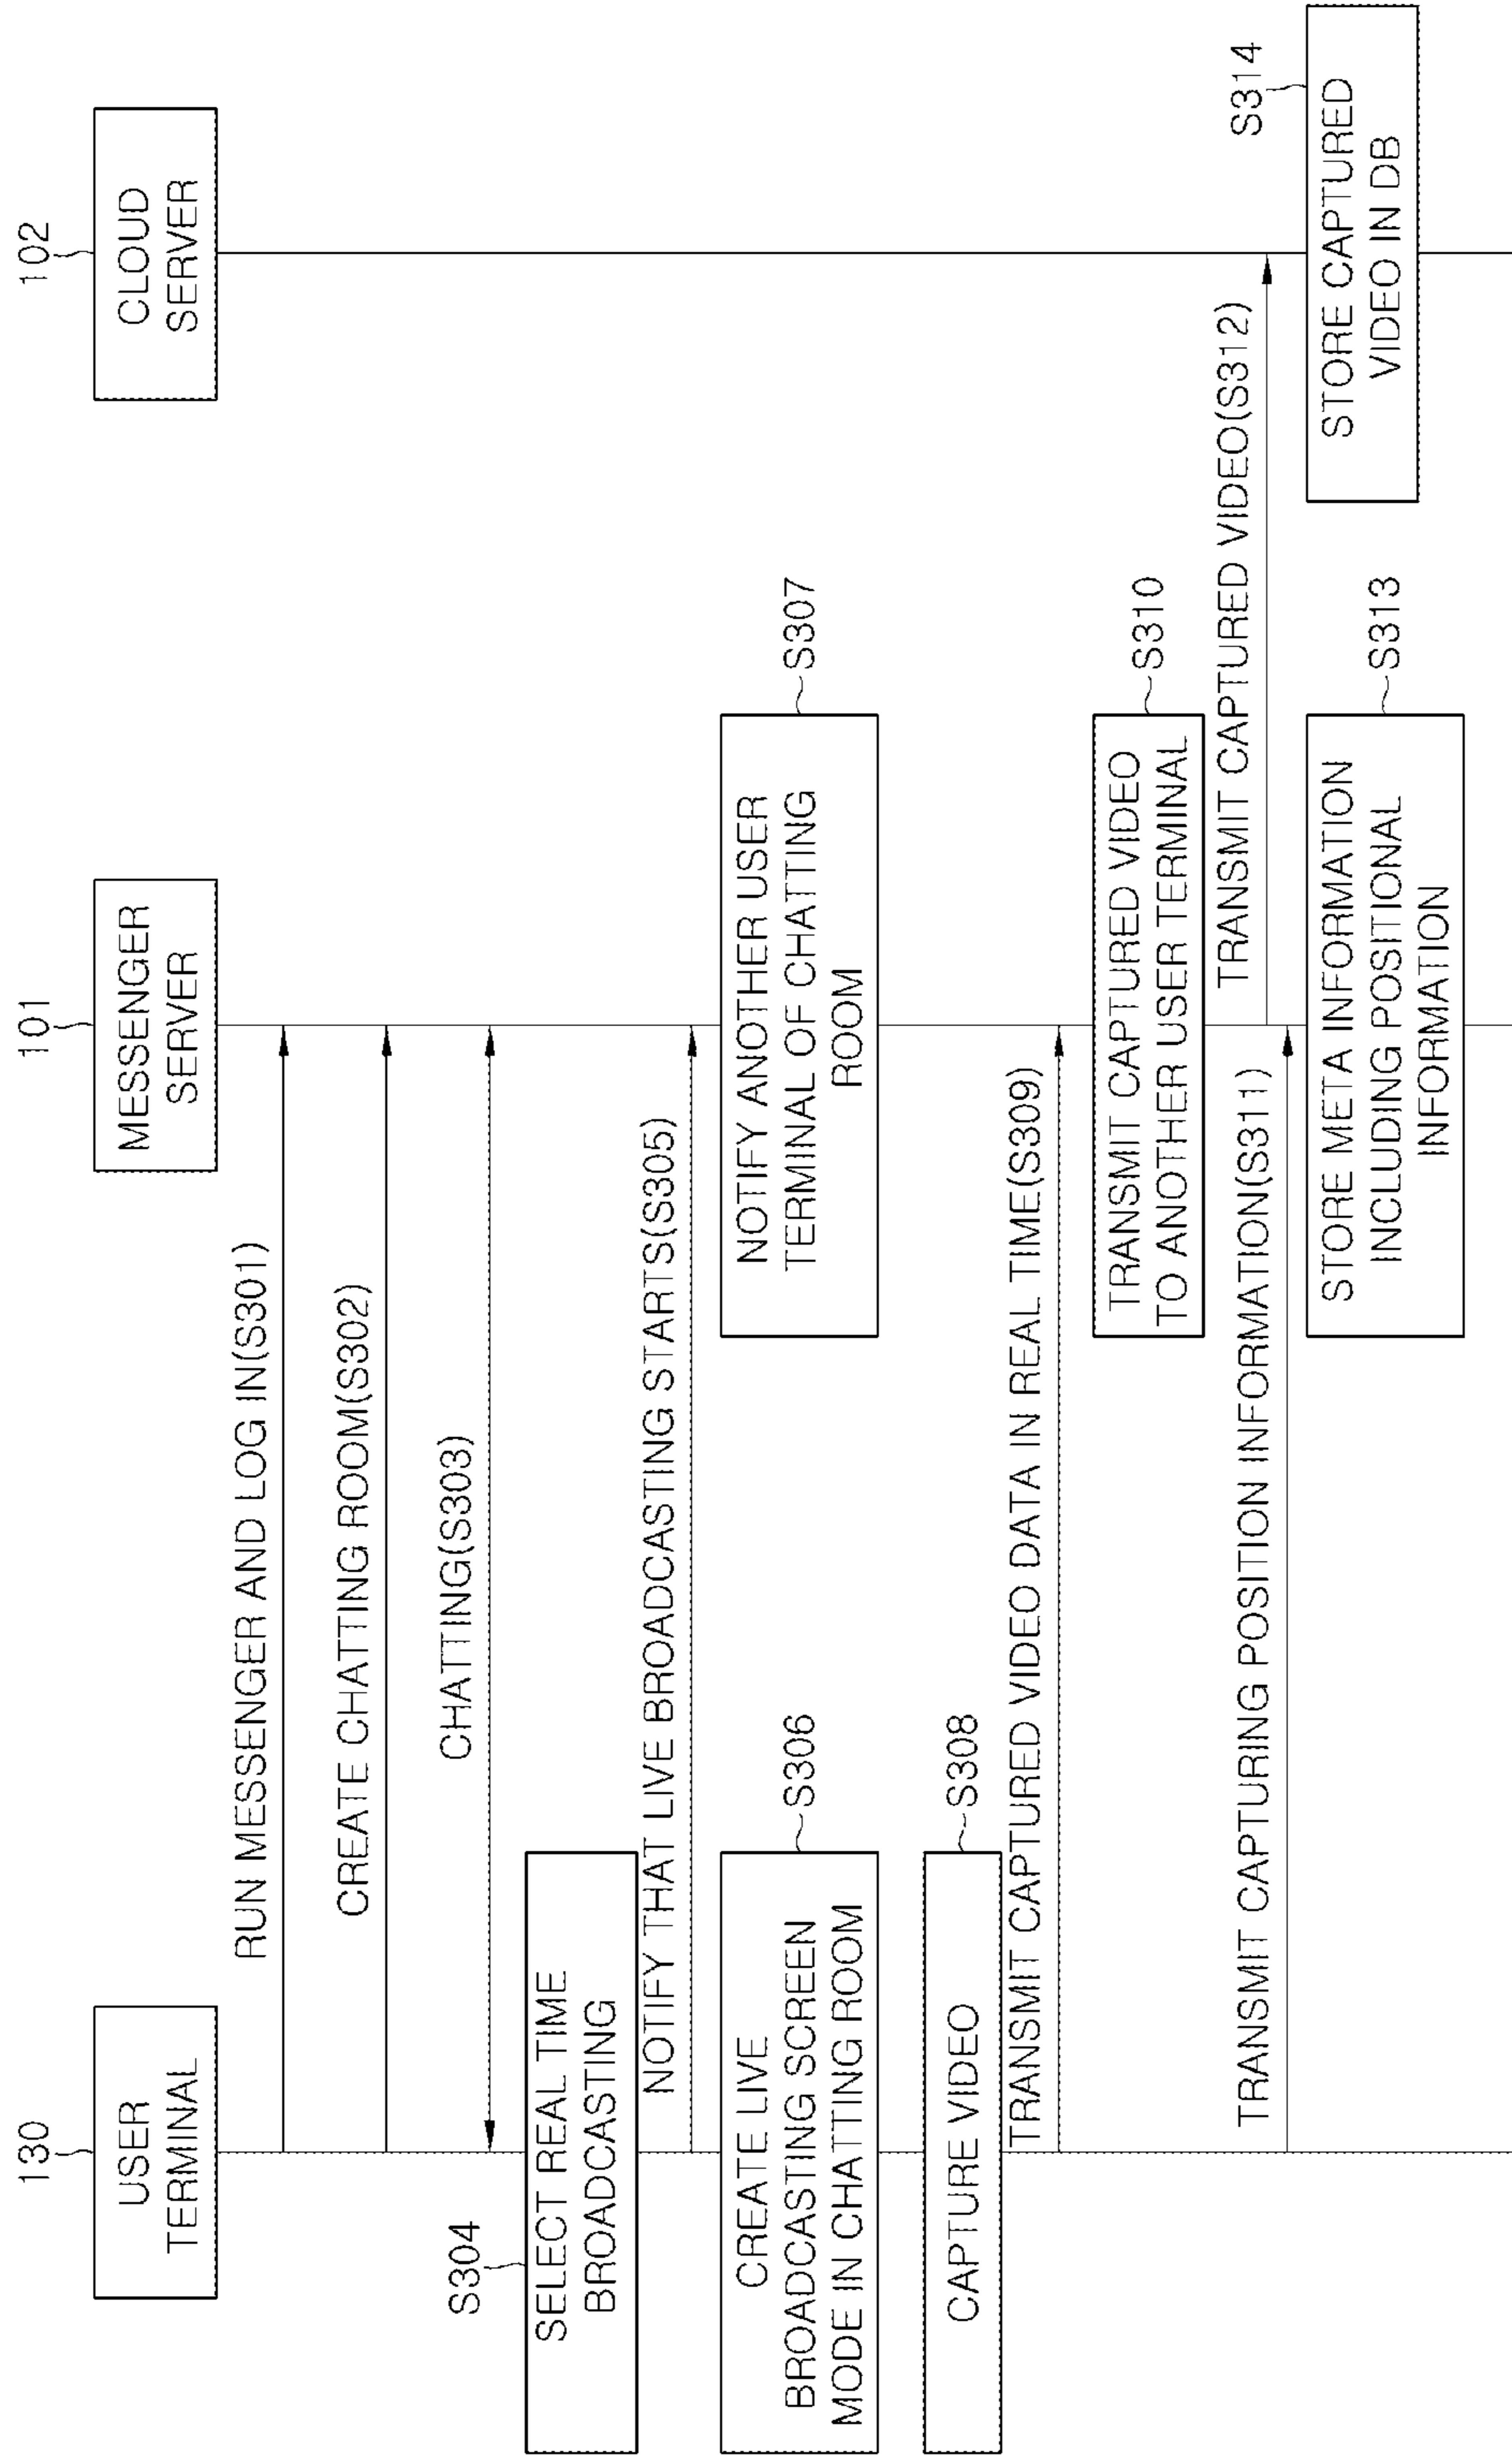 130
USER
TERMINAL
101
MESSENGER
SERVER
102
CLOUD
SERVER
RUN MESSENGER AND LOG IN(S301)
CREATE CHATTING ROOM(S302)
CHATTING(S303)
S304
SELECT REAL TIME
BROADCASTING
NOTIFY THAT LIVE BROADCASTING STARTS(S305)
CREATE LIVE
BROADCASTING SCREEN
MODE IN CHATTING ROOM
S306
NOTIFY ANOTHER USER
TERMINAL OF CHATTING
ROOM
S307
CAPTURE VIDEO
S308
TRANSMIT CAPTURED VIDEO DATA IN REAL TIME(S309)
TRANSMIT CAPTURED VIDEO
TO ANOTHER USER TERMINAL
S310
TRANSMIT CAPTURED VIDEO(S312)
TRANSMIT CAPTURING POSITION INFORMATION(S311)
STORE META INFORMATION
INCLUDING POSITIONAL
INFORMATION
S313
S314
STORE CAPTURED
VIDEO IN DB